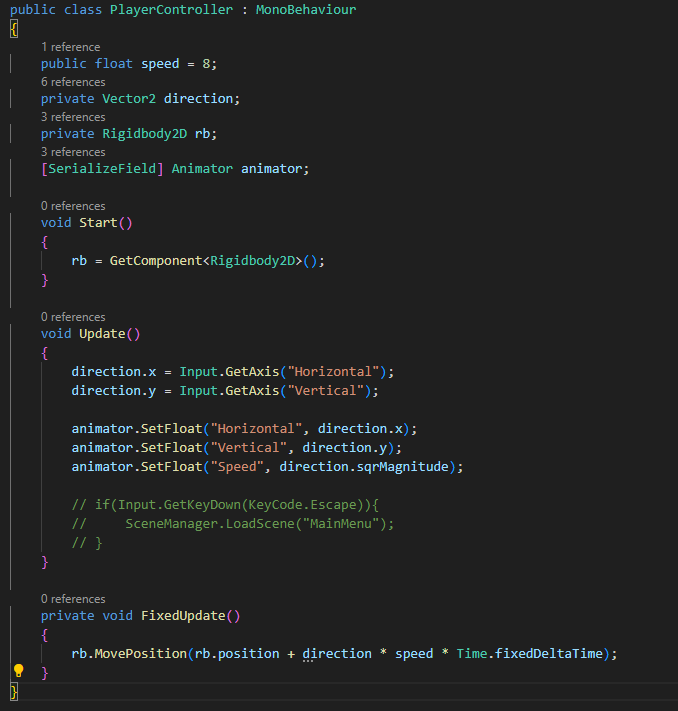 public class PlayerController : MonoBehaviour
{
1 reference
public float speed = 8;
6 references
private Vector2 direction;
3 references
private Rigidbody2D rb;
3 references
[SerializeField] Animator animator;
0 references
void Start()
{
rb = GetComponent<Rigidbody2D>();
}
0 references
void Update()
{
direction.x = Input.GetAxis("Horizontal");
direction.y = Input.GetAxis("Vertical");
animator.SetFloat("Horizontal", direction.x);
animator.SetFloat("Vertical", direction.y);
animator.SetFloat("Speed", direction.sqrMagnitude);
// if(Input.GetKeyDown(KeyCode.Escape)){
//     SceneManager.LoadScene("MainMenu");
// }
}
0 references
private void FixedUpdate()
{
rb.MovePosition(rb.position + direction * speed * Time.fixedDeltaTime);
}
}